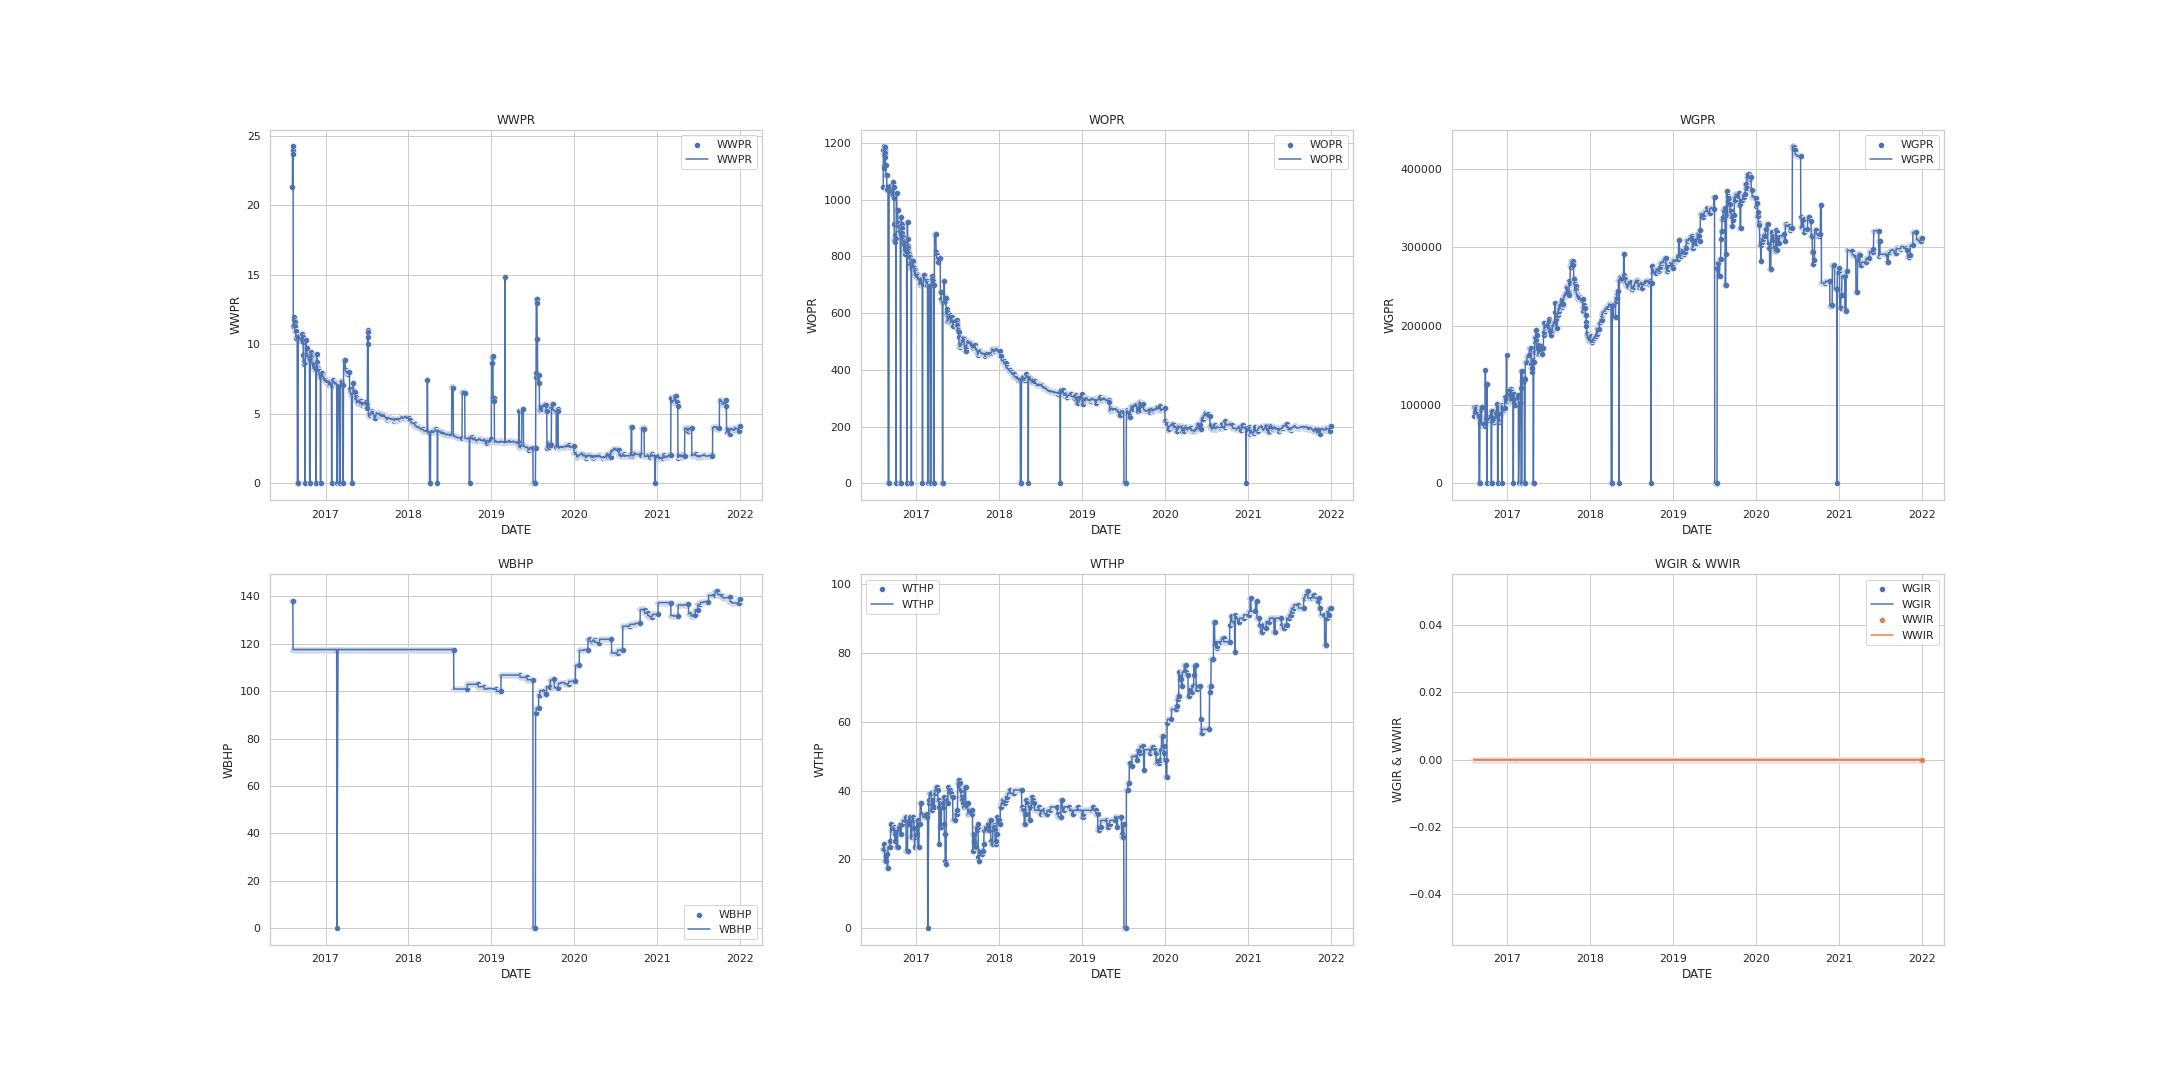 WWPR
25
20
15
10
5
0
WWPR
WWPR
WWPR
2017 2018 2019 2020 2021 2022
DATE
WOPR
1200
1000
800
600
400
200
0
WOPR
WOPR
WOPR
2017 2018 2019 2020 2021 2022
DATE
WGPR
400000
300000
200000
100000
0
WGPR
WGPR
WGPR
2017 2018 2019 2020 2021 2022
DATE
WBHP
140
120
100
80
60
40
20
0
WBHP
WBHP
WBHP
2017 2018 2019 2020 2021 2022
DATE
WTHP
100
80
60
40
20
0
WTHP
WTHP
WTHP
2017 2018 2019 2020 2021 2022
DATE
WGIR & WWIR
0.04
0.02
0.00
−0.02
−0.04
WGIR & WWIR
WGIR
WGIR
WWIR
WWIR
2017 2018 2019 2020 2021 2022
DATE